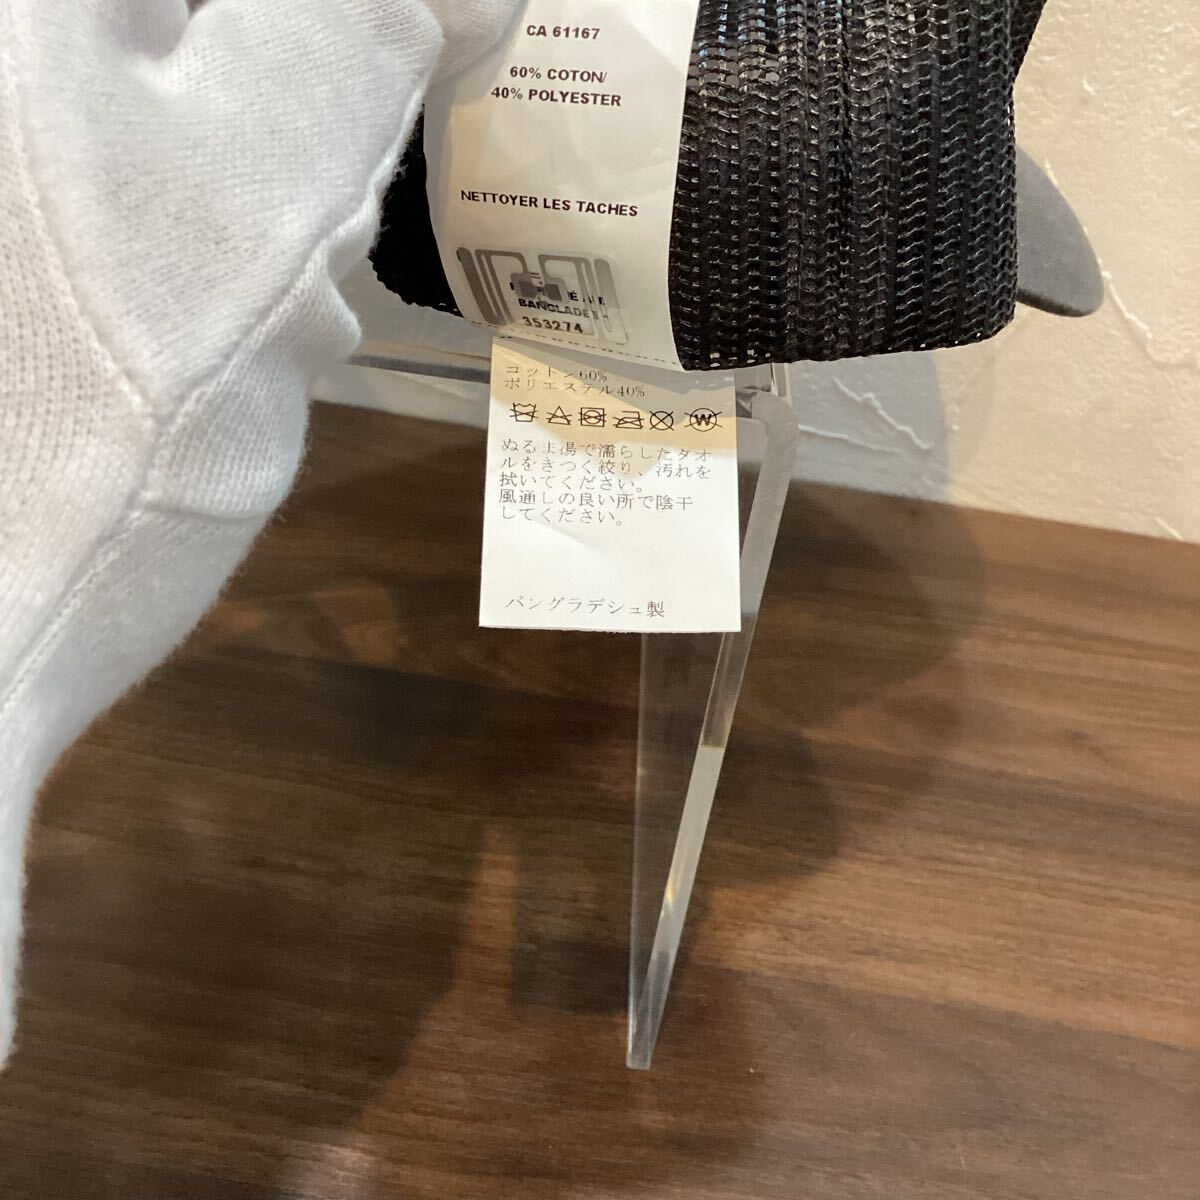 CA 61167
60% COTON/
40% POLYESTER
NETTOYER LES TACHES
353274
コットン60%
ポリエステル40%
W
ぬるま湯で濡らしたタオ
ルをきつく絞り、汚れを
拭いてください。
風通しの良い所で陰干
してください。
バングラデシュ製